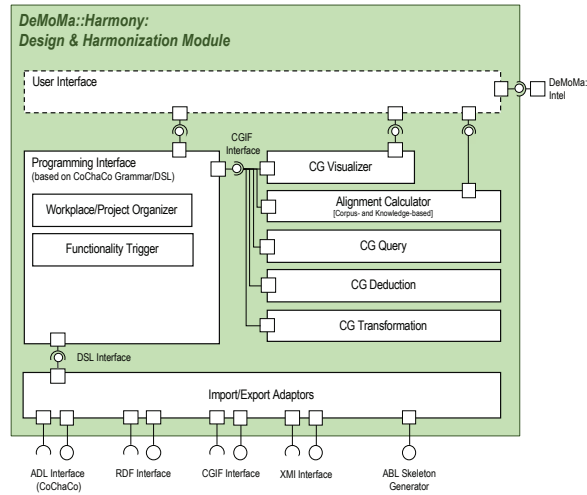 DeMoMa::Harmony:
Design & Harmonization Module
User Interface
DeMoMa:
Intel
CGIF
Interface
Programming Interface
(based on CoChaCo Grammar/DSL)
Workplace/Project Organizer
Functionality Trigger
CG Visualizer
Alignment Calculator
[Corpus- and Knowledge-based]
CG Query
CG Deduction
CG Transformation
DSL Interface
Import/Export Adaptors
ADL Interface
(CoChaCo)
RDF Interface
CGIF Interface
XMI Interface
ABL Skeleton
Generator